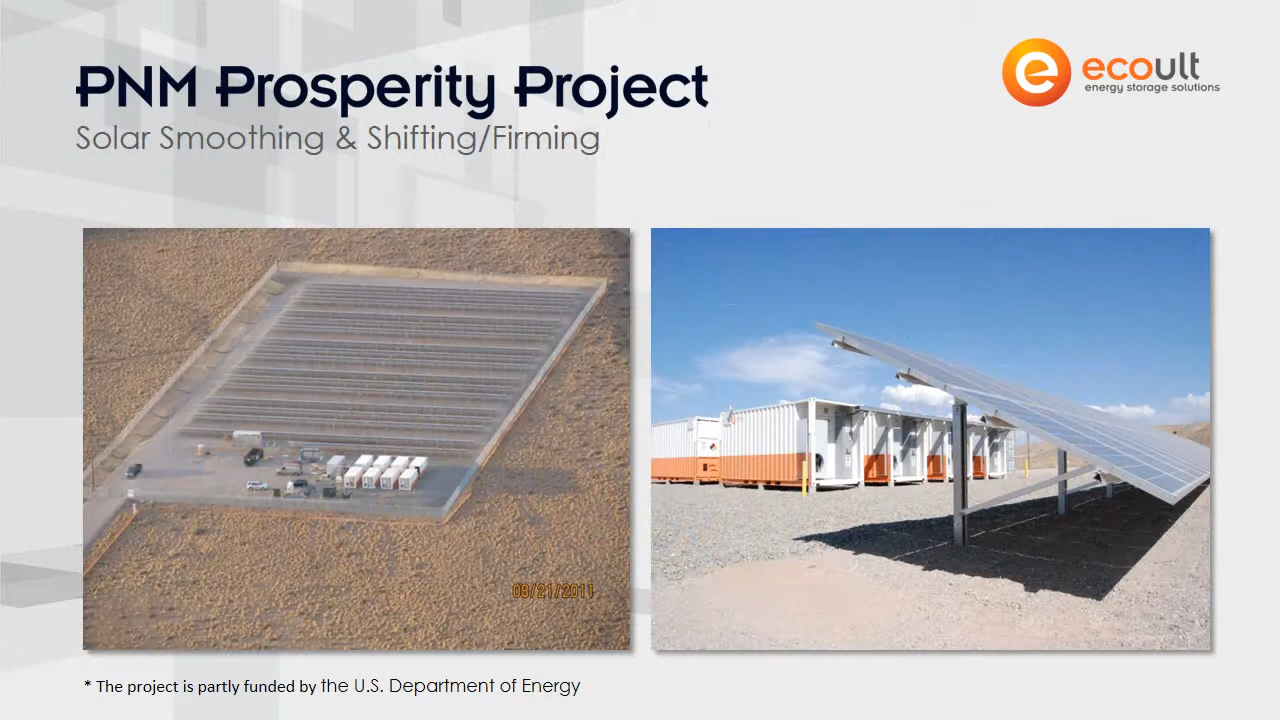 PNM Prosperity Project
Solar Smoothing & Shifting/Firming
e ecoult
energy storage solutions
08/21/2011
* The project is partly funded by the U.S. Department of Energy